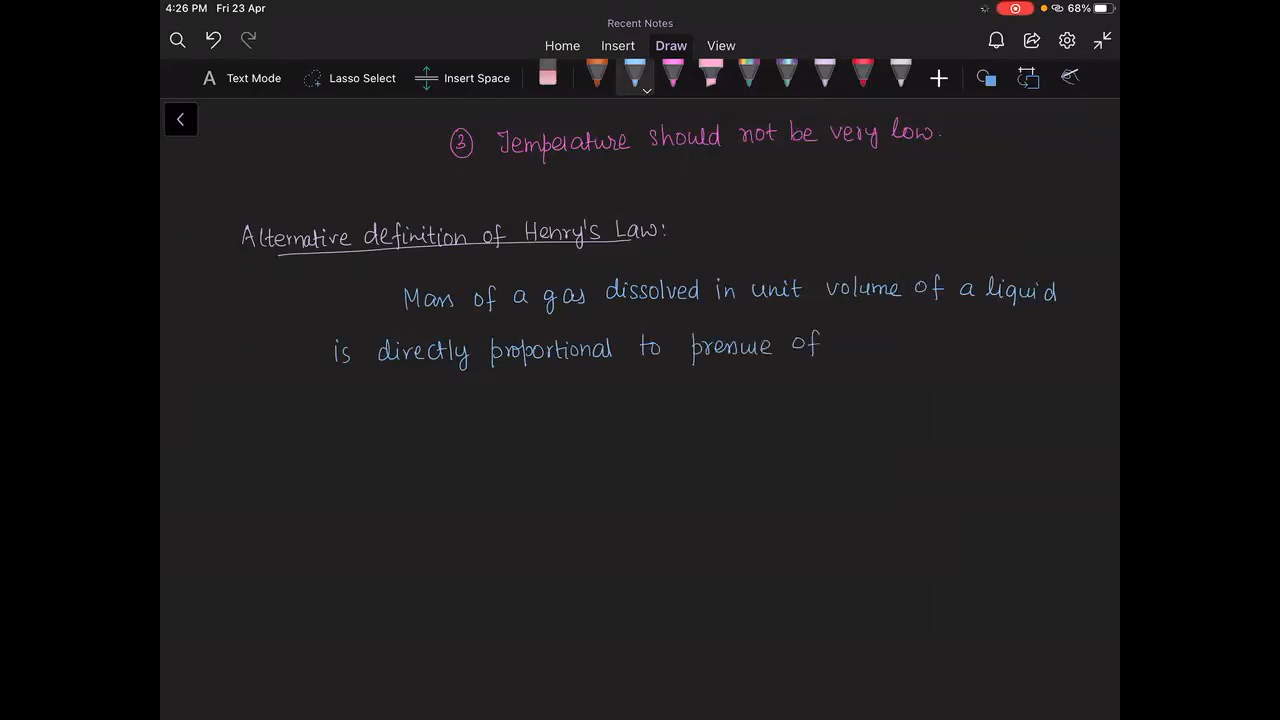 4:26 PM Fri 23 Apr
68%
Recent Notes
Home Insert Draw View
Text Mode Lasso Select Insert Space
③ Temperature should not be very low.
Alternative definition of Henry's Law:
Mass of a gas dissolved in unit volume of a liquid
is directly proportional to pressure of